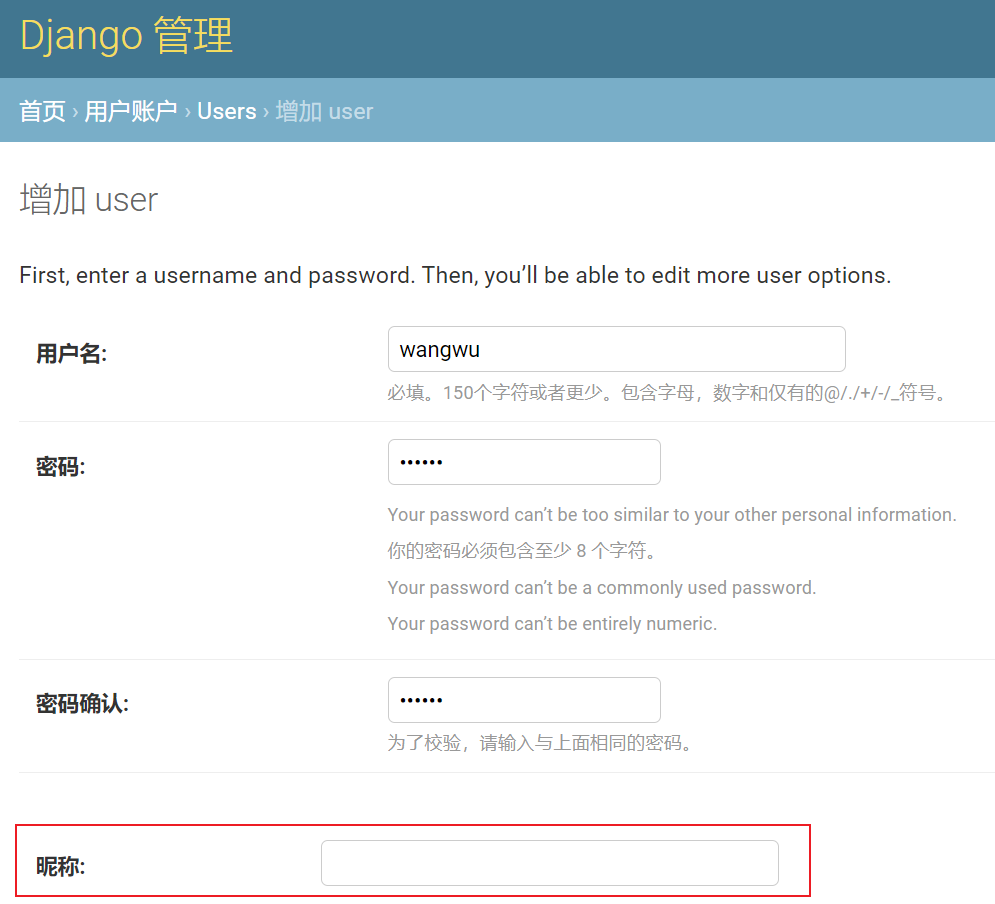 Django 管理
首页 › 用户账户 › Users › 增加 user
增加 user
First, enter a username and password. Then, you’ll be able to edit more user options.
用户名: wangwu
必填。150个字符或者更少。包含字母，数字和仅有的@/./+/-/_符号。
密码: ••••••
Your password can’t be too similar to your other personal information.
你的密码必须包含至少 8 个字符。
Your password can’t be a commonly used password.
Your password can’t be entirely numeric.
密码确认: ••••••
为了校验，请输入与上面相同的密码。
昵称: